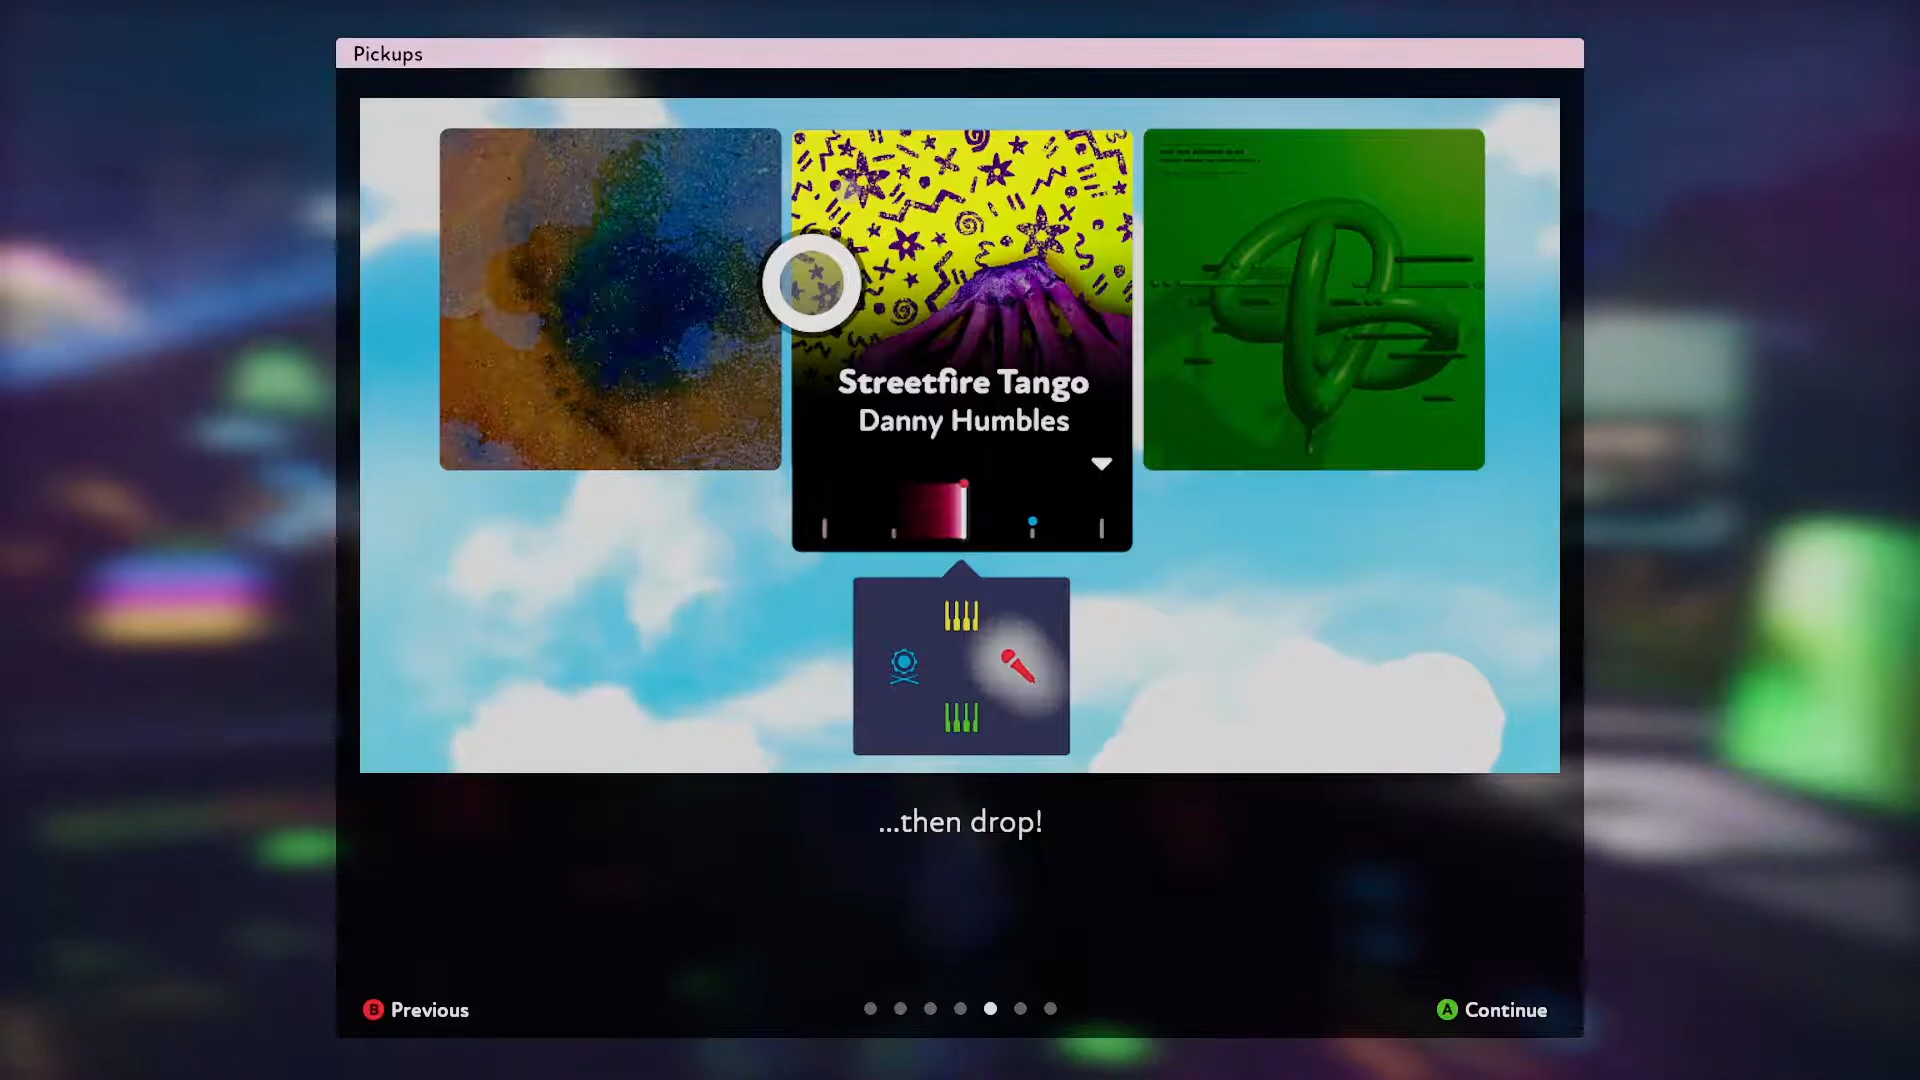 Pickups
Streetfire Tango
Danny Humbles
...then drop!
B Previous
A Continue